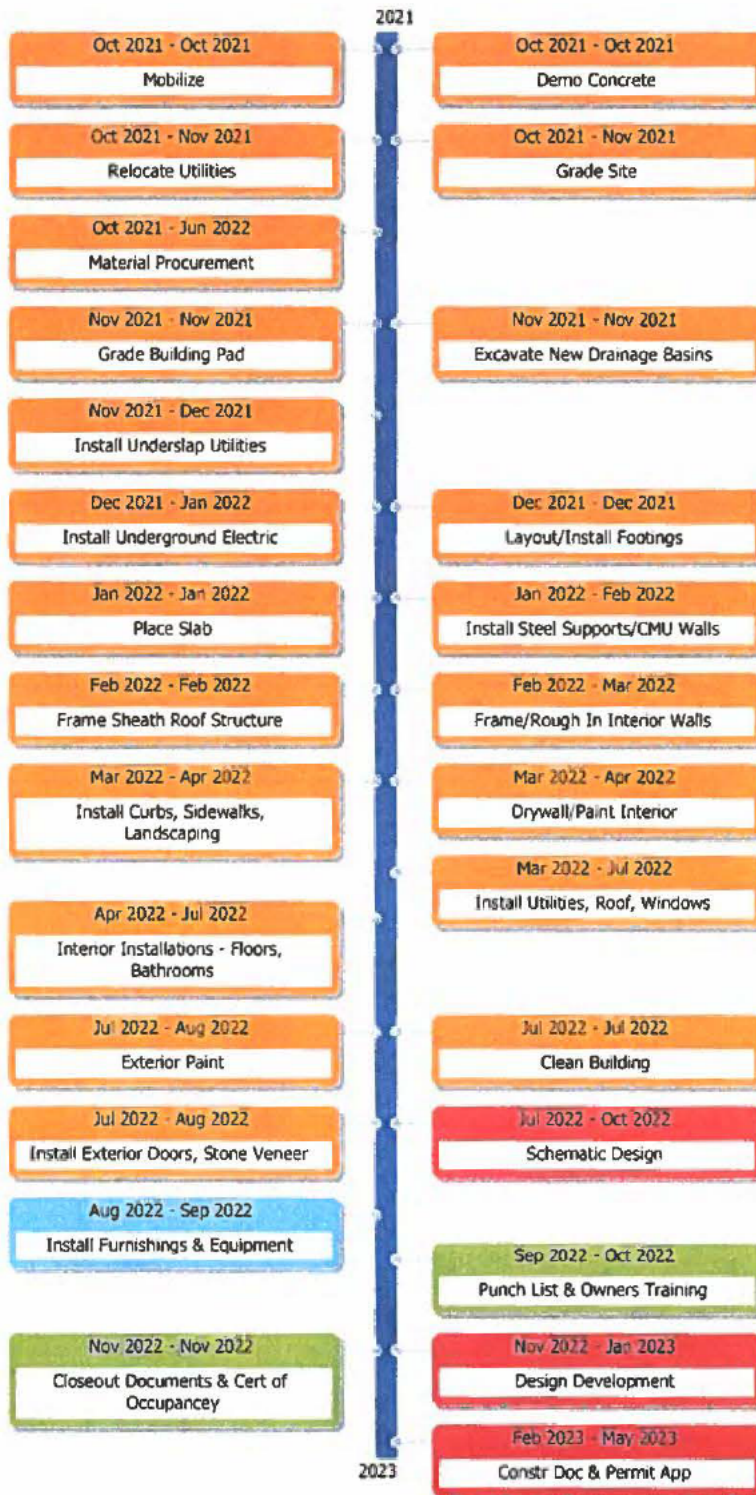 2021
Oct 2021 - Oct 2021
Mobilize
Oct 2021 - Oct 2021
Demo Concrete
Oct 2021 - Nov 2021
Relocate Utilities
Oct 2021 - Nov 2021
Grade Site
Oct 2021 - Jun 2022
Material Procurement
Nov 2021 - Nov 2021
Grade Building Pad
Nov 2021 - Nov 2021
Excavate New Drainage Basins
Nov 2021 - Dec 2021
Install Underslap Utilities
Dec 2021 - Jan 2022
Install Underground Electric
Dec 2021 - Dec 2021
Layout/Install Footings
Jan 2022 - Jan 2022
Place Slab
Jan 2022 - Feb 2022
Install Steel Supports/CMU Walls
Feb 2022 - Feb 2022
Frame Sheath Roof Structure
Feb 2022 - Mar 2022
Frame/Rough In Interior Walls
Mar 2022 - Apr 2022
Install Curbs, Sidewalks,
Landscaping
Mar 2022 - Apr 2022
Drywall/Paint Interior
Mar 2022 - Jul 2022
Install Utilities, Roof, Windows
Apr 2022 - Jul 2022
Interior Installations - Floors,
Bathrooms
Jul 2022 - Aug 2022
Exterior Paint
Jul 2022 - Jul 2022
Clean Building
Jul 2022 - Aug 2022
Install Exterior Doors, Stone Veneer
Jul 2022 - Oct 2022
Schematic Design
Aug 2022 - Sep 2022
Install Furnishings & Equipment
Sep 2022 - Oct 2022
Punch List & Owners Training
Nov 2022 - Nov 2022
Closeout Documents & Cert of
Occupancey
Nov 2022 - Jan 2023
Design Development
Feb 2023 - May 2023
Constr Doc & Permit App
2023